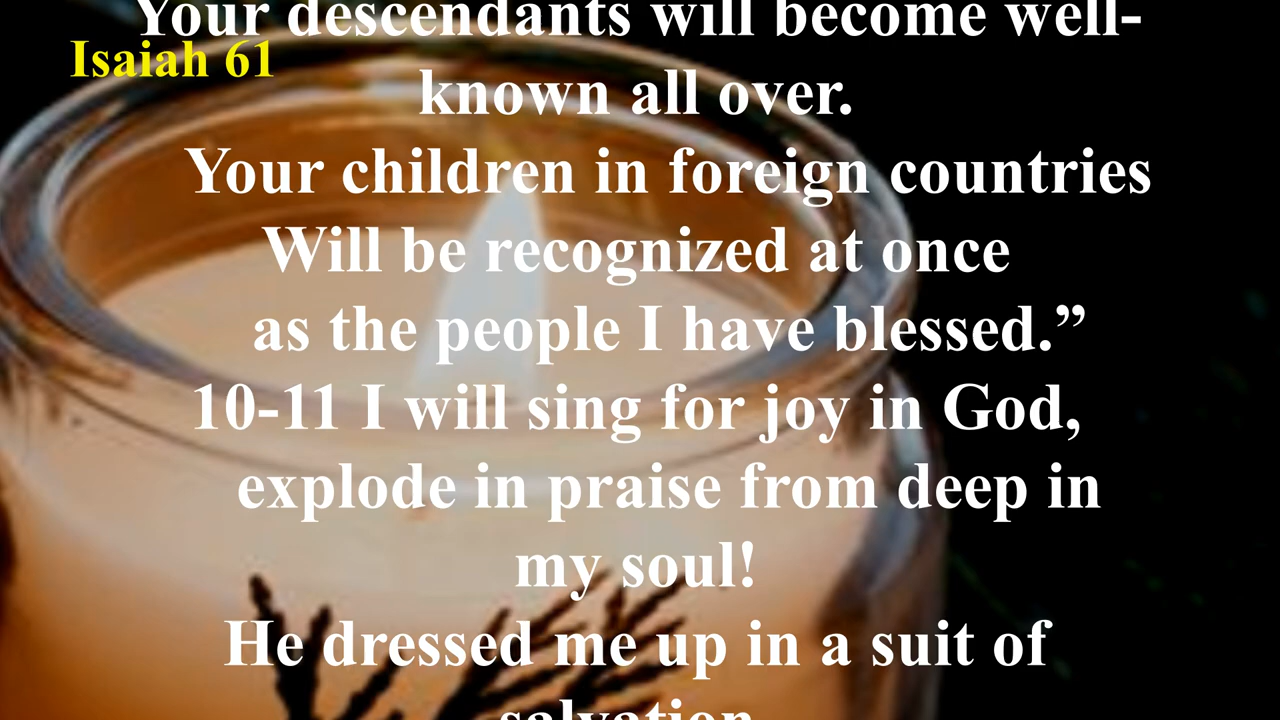 Your descendants will become well-
Isaiah 61
known all over.
Your children in foreign countries
Will be recognized at once
as the people I have blessed.”
10-11 I will sing for joy in God,
explode in praise from deep in
my soul!
He dressed me up in a suit of
salvation,